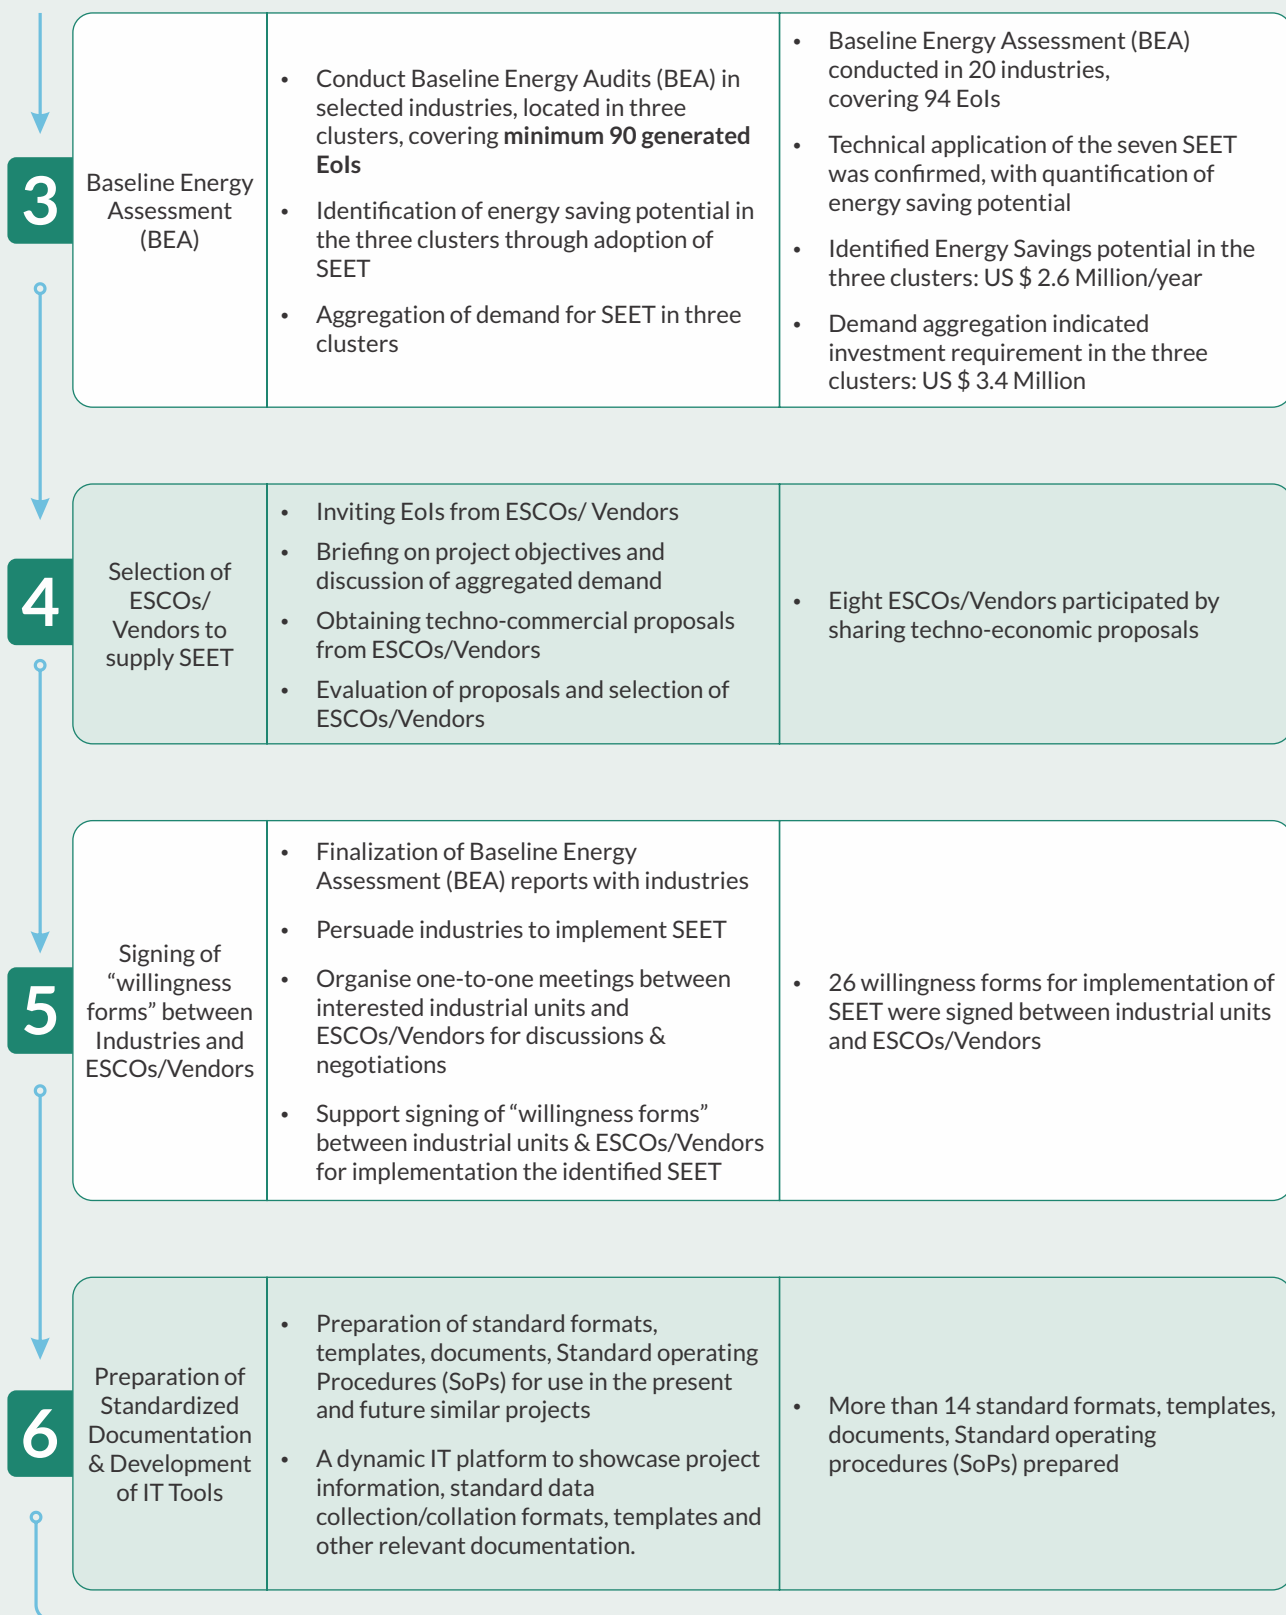 3
Baseline Energy
Assessment
(BEA)
• Conduct Baseline Energy Audits (BEA) in
selected industries, located in three
clusters, covering minimum 90 generated
EoIs
• Identification of energy saving potential in
the three clusters through adoption of
SEET
• Aggregation of demand for SEET in three
clusters
• Baseline Energy Assessment (BEA)
conducted in 20 industries,
covering 94 EoIs
• Technical application of the seven SEET
was confirmed, with quantification of
energy saving potential
• Identified Energy Savings potential in the
three clusters: US $ 2.6 Million/year
• Demand aggregation indicated
investment requirement in the three
clusters: US $ 3.4 Million
4
Selection of
ESCOs/
Vendors to
supply SEET
• Inviting EoIs from ESCOs/ Vendors
• Briefing on project objectives and
discussion of aggregated demand
• Obtaining techno-commercial proposals
from ESCOs/Vendors
• Evaluation of proposals and selection of
ESCOs/Vendors
• Eight ESCOs/Vendors participated by
sharing techno-economic proposals
5
Signing of
“willingness
forms” between
Industries and
ESCOs/Vendors
• Finalization of Baseline Energy
Assessment (BEA) reports with industries
• Persuade industries to implement SEET
• Organise one-to-one meetings between
interested industrial units and
ESCOs/Vendors for discussions &
negotiations
• Support signing of “willingness forms”
between industrial units & ESCOs/Vendors
for implementation the identified SEET
• 26 willingness forms for implementation of
SEET were signed between industrial units
and ESCOs/Vendors
6
Preparation of
Standardized
Documentation
& Development
of IT Tools
• Preparation of standard formats,
templates, documents, Standard operating
Procedures (SoPs) for use in the present
and future similar projects
• A dynamic IT platform to showcase project
information, standard data
collection/collation formats, templates and
other relevant documentation.
• More than 14 standard formats, templates,
documents, Standard operating
procedures (SoPs) prepared